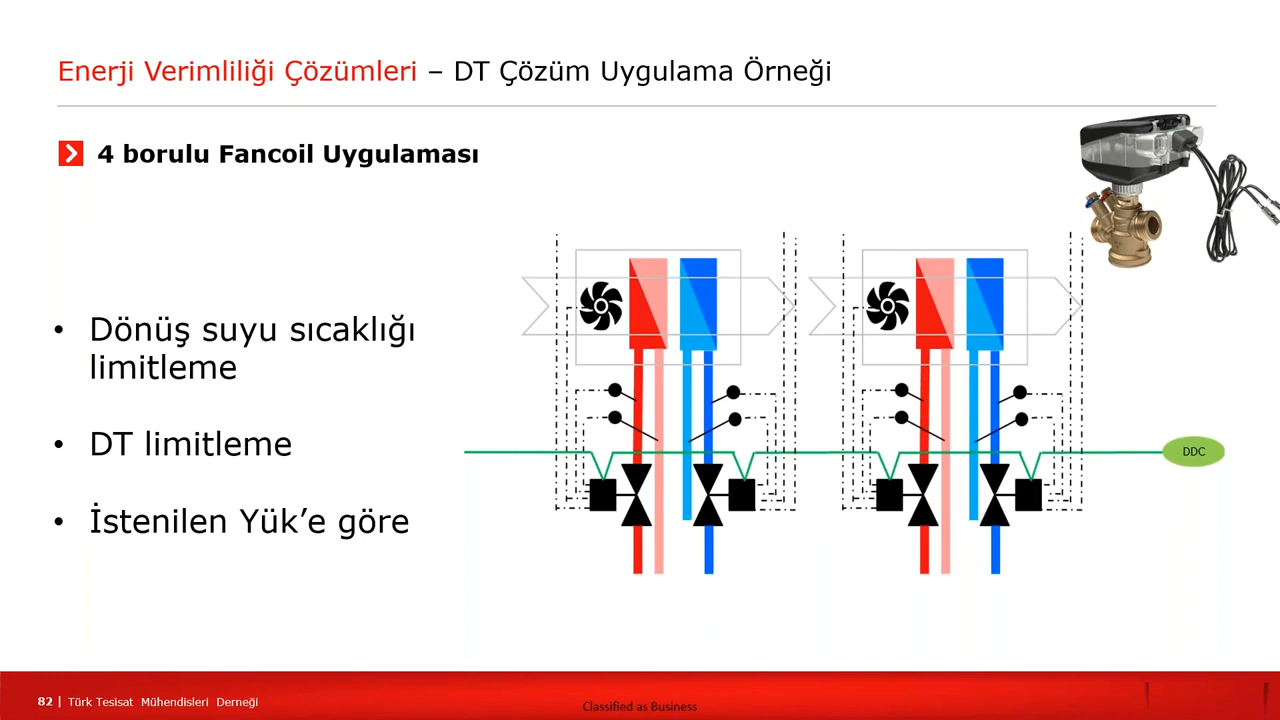 Enerji Verimliliği Çözümleri – DT Çözüm Uygulama Örneği
4 borulu Fancoil Uygulaması
• Dönüş suyu sıcaklığı
limitleme
• DT limitleme
• İstenilen Yük’e göre
DDC
82 | Türk Tesisat Mühendisleri Derneği
Classified as Business